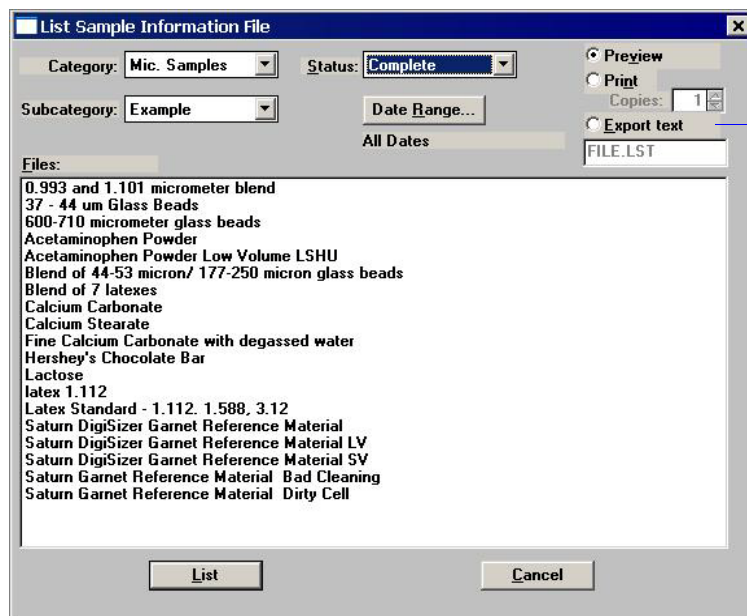 List Sample Information File
Category: Mic. Samples Status: Complete Preview
Print
Copies: 1
Subcategory: Example Date Range... Export text
All Dates FILE.LST
Files:
0.993 and 1.101 micrometer blend
37 - 44 um Glass Beads
600-710 micrometer glass beads
Acetaminophen Powder
Acetaminophen Powder Low Volume LSHU
Blend of 44-53 micron/ 177-250 micron glass beads
Blend of 7 latexes
Calcium Carbonate
Calcium Stearate
Fine Calcium Carbonate with degassed water
Hershey's Chocolate Bar
Lactose
latex 1.112
Latex Standard - 1.112. 1.588, 3.12
Saturn DigiSizer Garnet Reference Material
Saturn DigiSizer Garnet Reference Material LV
Saturn DigiSizer Garnet Reference Material SV
Saturn Garnet Reference Material  Bad Cleaning
Saturn Garnet Reference Material  Dirty Cell
List Cancel